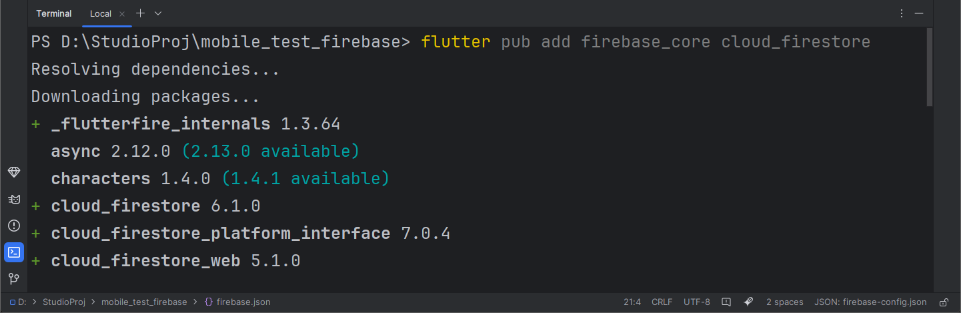 Terminal Local
PS D:\StudioProj\mobile_test_firebase> flutter pub add firebase_core cloud_firestore
Resolving dependencies...
Downloading packages...
+ _flutterfire_internals 1.3.64
async 2.12.0 (2.13.0 available)
characters 1.4.0 (1.4.1 available)
+ cloud_firestore 6.1.0
+ cloud_firestore_platform_interface 7.0.4
+ cloud_firestore_web 5.1.0
D: > StudioProj > mobile_test_firebase > {} firebase.json 21:4 CRLF UTF-8 2 spaces JSON: firebase-config.json